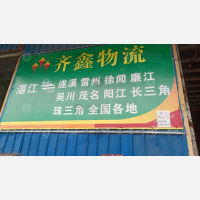 齐鑫物流
湛江 遂溪 雷州 徐闻 廉江
吴川 茂名 阳江 长三角
珠三角 全国各地